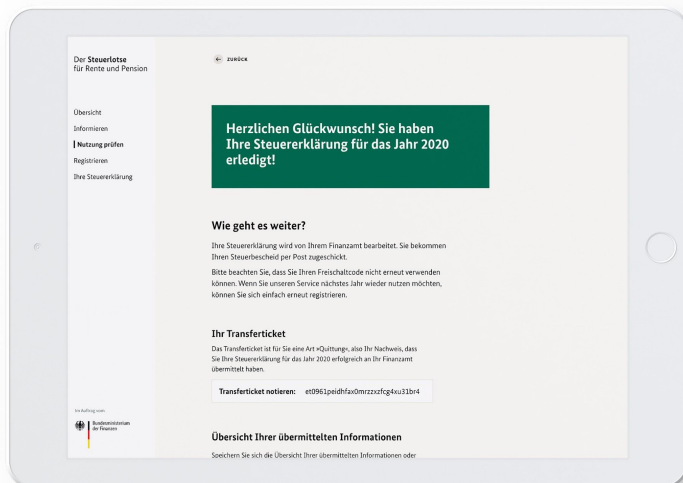 Der Steuerlotse
für Rente und Pension
Übersicht
Informieren
Nutzung prüfen
Registrieren
Ihre Steuererklärung
Im Auftrag vom
Bundesministerium
der Finanzen
← ZURÜCK
Herzlichen Glückwunsch! Sie haben
Ihre Steuererklärung für das Jahr 2020
erledigt!
Wie geht es weiter?
Ihre Steuererklärung wird von Ihrem Finanzamt bearbeitet. Sie bekommen
Ihren Steuerbescheid per Post zugeschickt.
Bitte beachten Sie, dass Sie Ihren Freischaltcode nicht erneut verwenden
können. Wenn Sie unseren Service nächstes Jahr wieder nutzen möchten,
können Sie sich einfach erneut registrieren.
Ihr Transferticket
Das Transferticket ist für Sie eine Art »Quittung«, also Ihr Nachweis, dass
Sie Ihre Steuererklärung für das Jahr 2020 erfolgreich an Ihr Finanzamt
übermittelt haben.
Transferticket notieren: et0961peidhfax0mrzzxzfcg4xu31br4
Übersicht Ihrer übermittelten Informationen
Speichern Sie sich die Übersicht Ihrer übermittelten Informationen oder